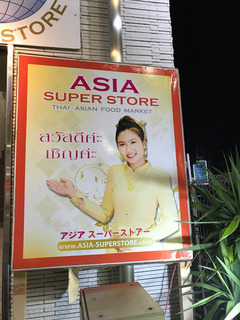 STORE
ASIA
SUPER STORE
THAI · ASIAN FOOD MARKET
สวัสดีค่ะ
เชิญค่ะ
アジア スーパーストアー
www.ASIA-SUPERSTORE.com